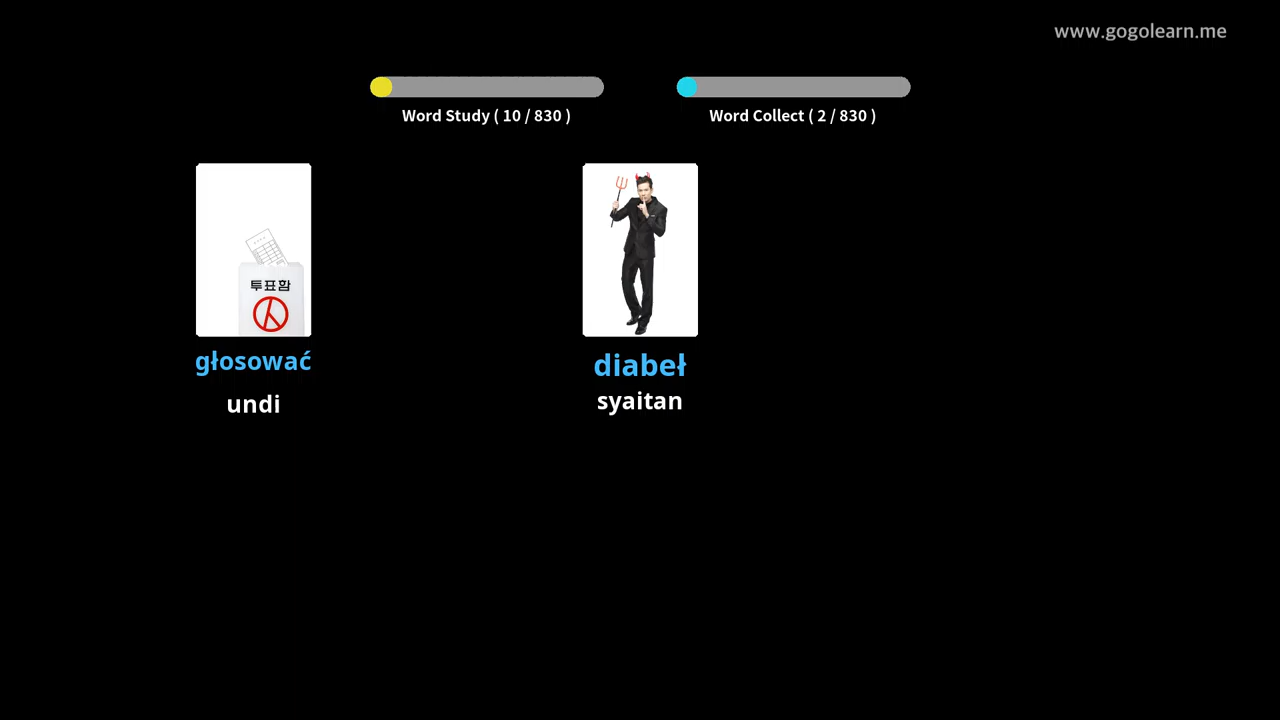 www.gogolearn.me
Word Study ( 10 / 830 )
Word Collect ( 2 / 830 )
투표함
głosować
undi
diabeł
syaitan